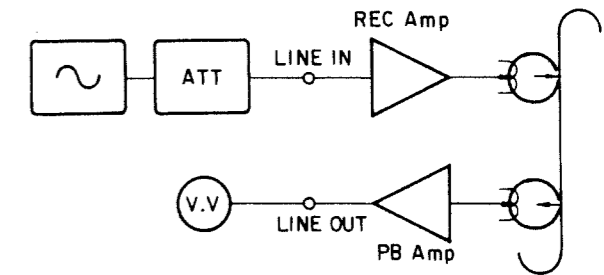 REC Amp
LINE IN
ATT
V.V
LINE OUT
PB Amp